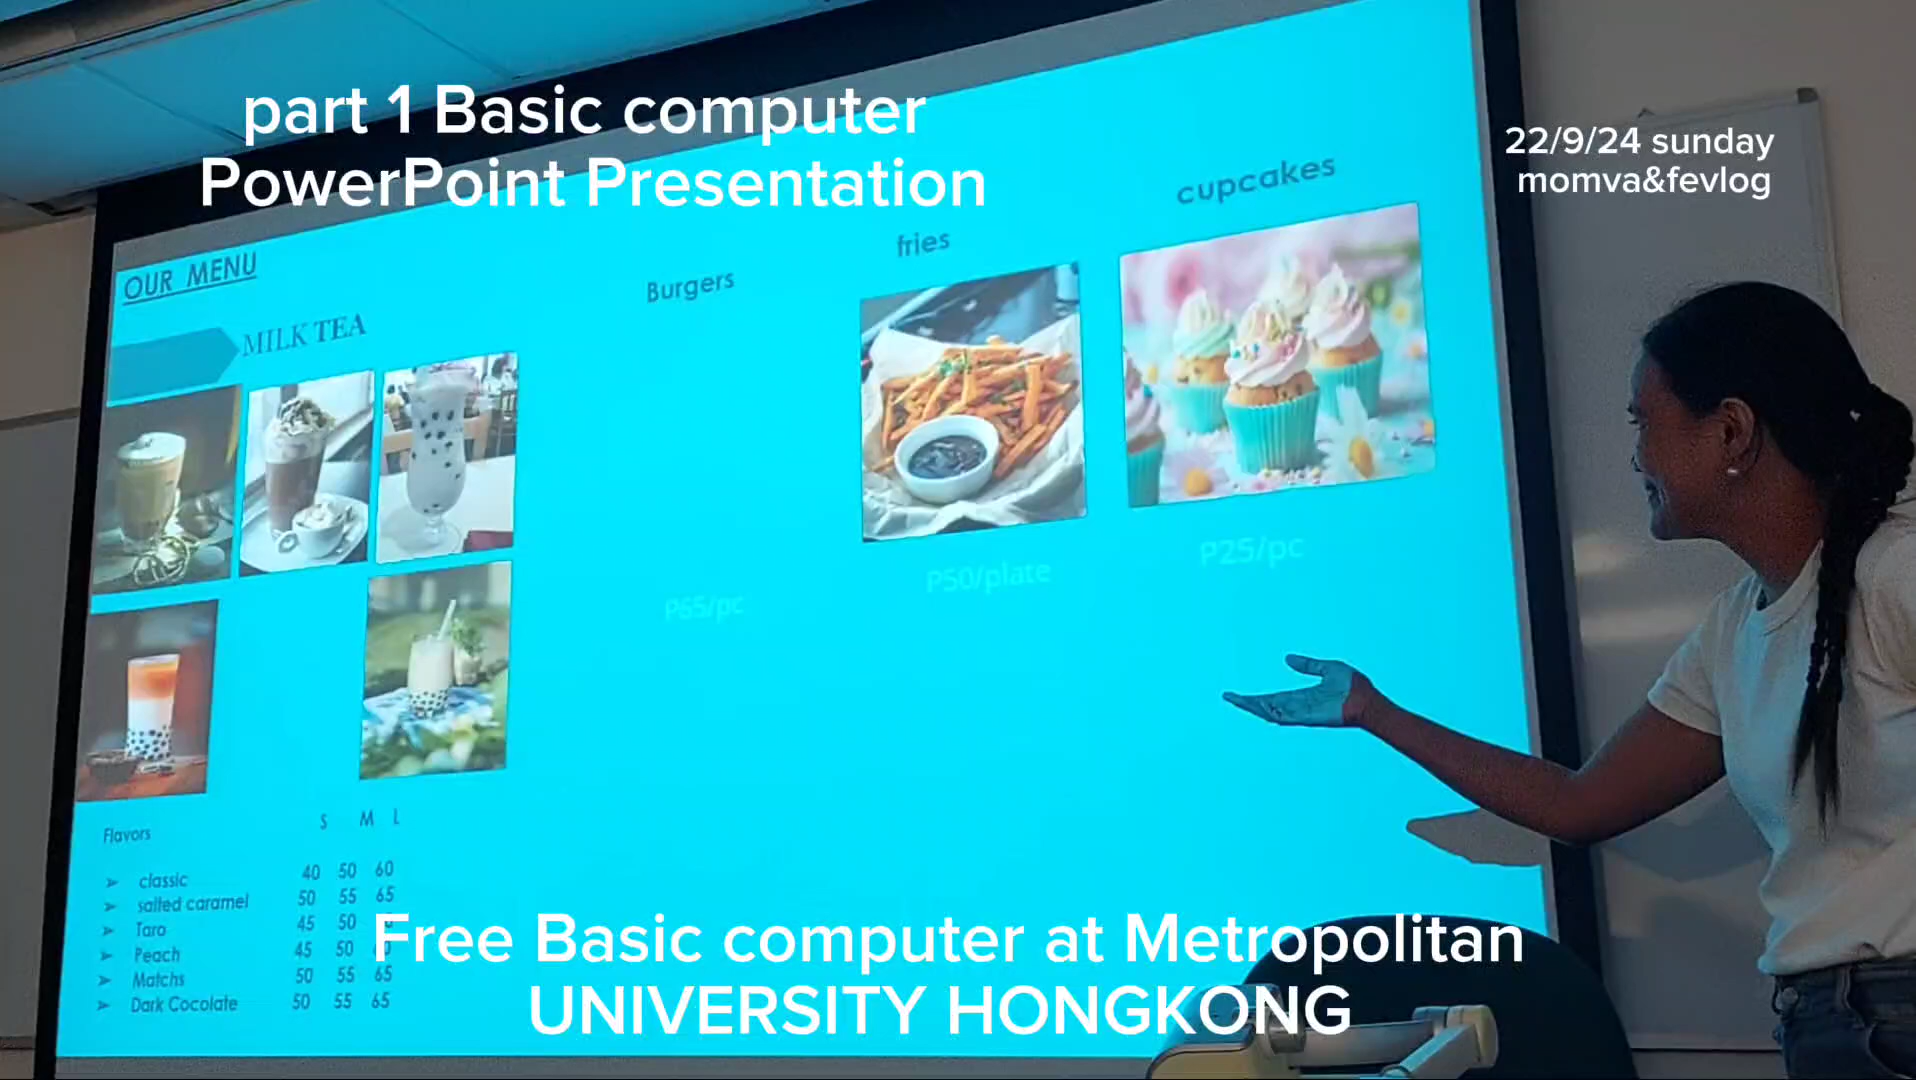 part 1 Basic computer
PowerPoint Presentation
22/9/24 sunday
momva&fevlog
OUR MENU
MILK TEA
Burgers
fries
cupcakes
P65/pc
P50/plate
P25/pc
Flavors S M L
classic 40 50 60
salted caramel 50 55 65
Taro 45 50
Peach 45 50
Matchs 50 55 65
Dark Cocolate 50 55 65
Free Basic computer at Metropolitan
UNIVERSITY HONGKONG